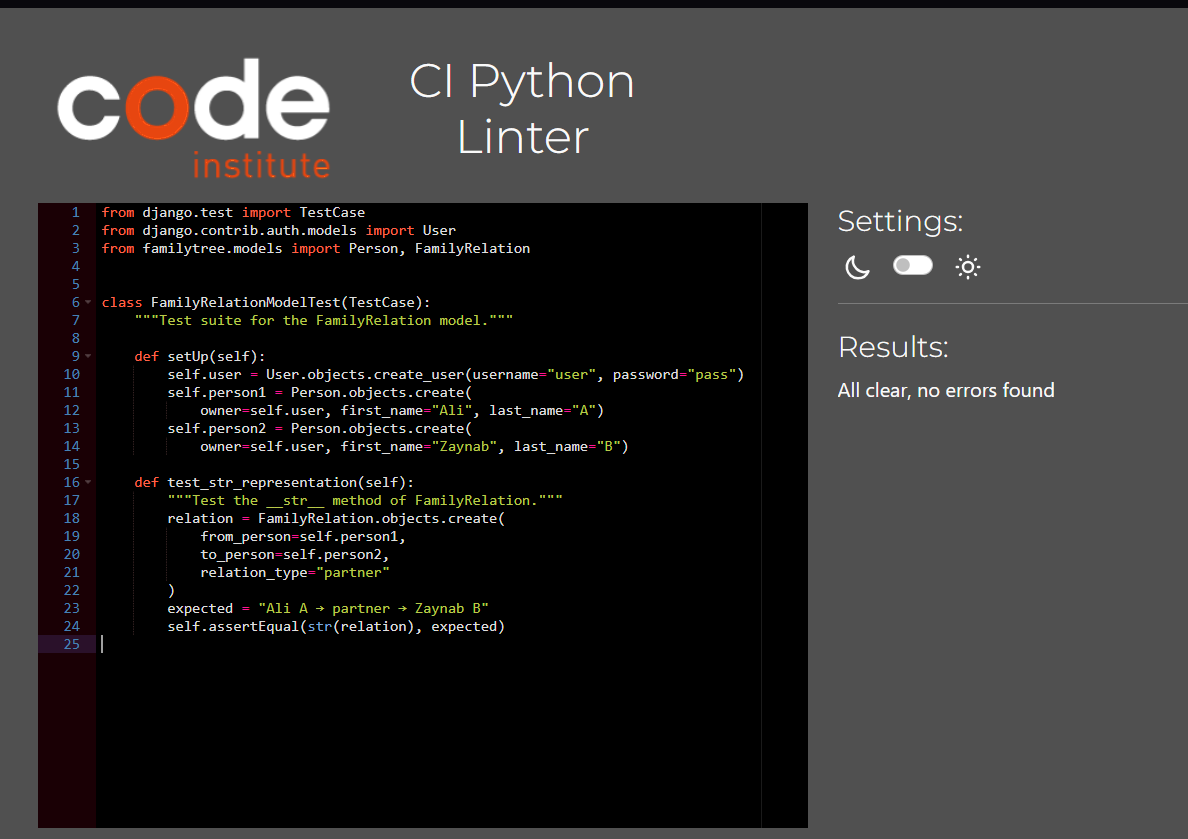 code
institute
CI Python
Linter
1 from django.test import TestCase
2 from django.contrib.auth.models import User
3 from familytree.models import Person, FamilyRelation
4
5
6 class FamilyRelationModelTest(TestCase):
7     """Test suite for the FamilyRelation model."""
8
9     def setUp(self):
10         self.user = User.objects.create_user(username="user", password="pass")
11         self.person1 = Person.objects.create(
12             owner=self.user, first_name="Ali", last_name="A")
13         self.person2 = Person.objects.create(
14             owner=self.user, first_name="Zaynab", last_name="B")
15
16     def test_str_representation(self):
17         """Test the __str__ method of FamilyRelation."""
18         relation = FamilyRelation.objects.create(
19             from_person=self.person1,
20             to_person=self.person2,
21             relation_type="partner"
22         )
23         expected = "Ali A → partner → Zaynab B"
24         self.assertEqual(str(relation), expected)
25
Settings:
Results:
All clear, no errors found